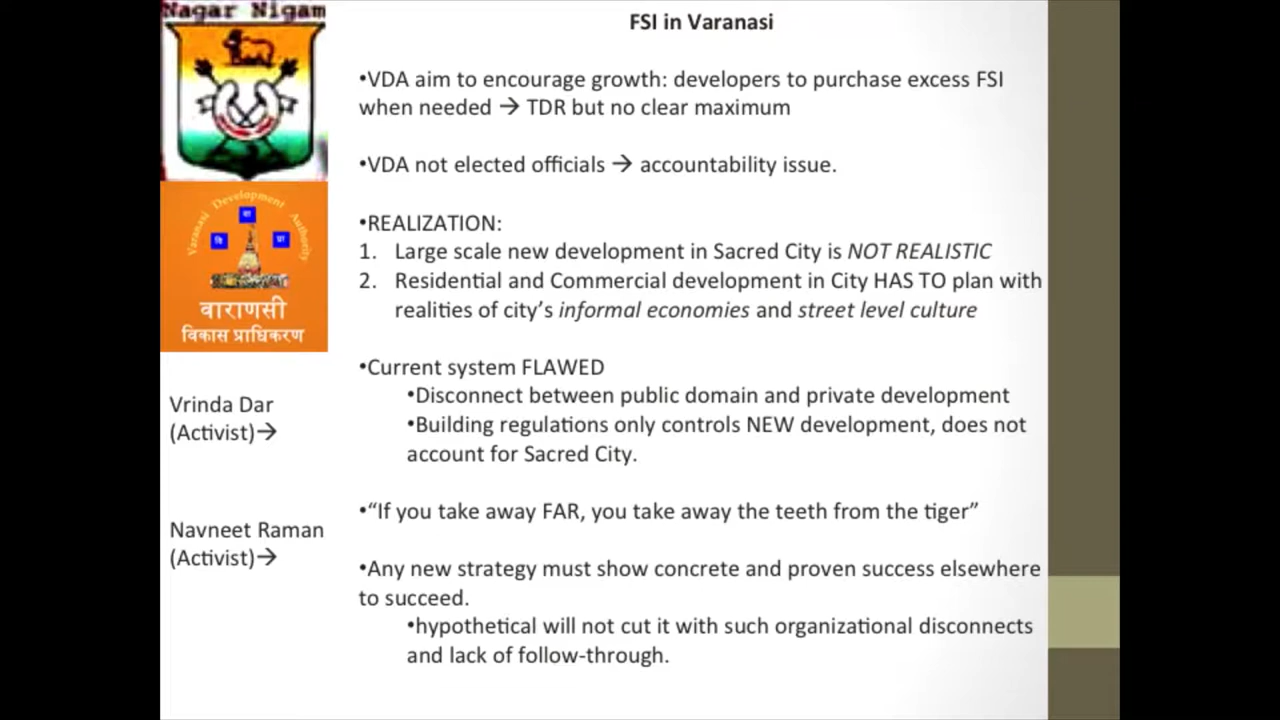 Nagar Nigam
Varanasi Development Authority
वा
वि
प्रा
वाराणसी
विकास प्राधिकरण
Vrinda Dar
(Activist)→
Navneet Raman
(Activist)→
FSI in Varanasi
•VDA aim to encourage growth: developers to purchase excess FSI
when needed → TDR but no clear maximum
•VDA not elected officials → accountability issue.
•REALIZATION:
1. Large scale new development in Sacred City is NOT REALISTIC
2. Residential and Commercial development in City HAS TO plan with
realities of city’s informal economies and street level culture
•Current system FLAWED
•Disconnect between public domain and private development
•Building regulations only controls NEW development, does not
account for Sacred City.
•“If you take away FAR, you take away the teeth from the tiger”
•Any new strategy must show concrete and proven success elsewhere
to succeed.
•hypothetical will not cut it with such organizational disconnects
and lack of follow-through.